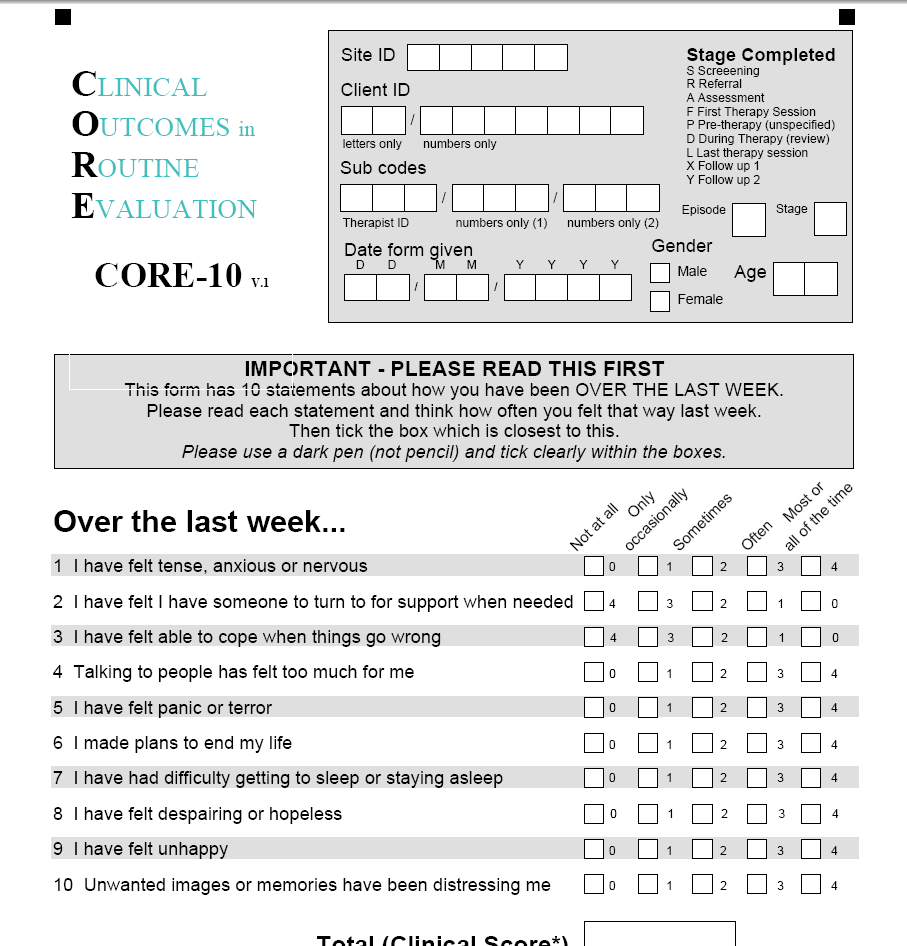 CLINICAL
OUTCOMES in
ROUTINE
EVALUATION
CORE-10 v.1
Site ID
Client ID
/
letters only numbers only
Sub codes
/ /
Therapist ID numbers only (1) numbers only (2)
Date form given
D D M M Y Y Y Y
/ /
Stage Completed
S Screeening
R Referral
A Assessment
F First Therapy Session
P Pre-therapy (unspecified)
D During Therapy (review)
L Last therapy session
X Follow up 1
Y Follow up 2
Episode Stage
Gender
Male
Female
Age
IMPORTANT - PLEASE READ THIS FIRST
This form has 10 statements about how you have been OVER THE LAST WEEK.
Please read each statement and think how often you felt that way last week.
Then tick the box which is closest to this.
Please use a dark pen (not pencil) and tick clearly within the boxes.
Over the last week...
Not at all
Only
occasionally
Sometimes
Often
Most or
all of the time
1 I have felt tense, anxious or nervous 0 1 2 3 4
2 I have felt I have someone to turn to for support when needed 4 3 2 1 0
3 I have felt able to cope when things go wrong 4 3 2 1 0
4 Talking to people has felt too much for me 0 1 2 3 4
5 I have felt panic or terror 0 1 2 3 4
6 I made plans to end my life 0 1 2 3 4
7 I have had difficulty getting to sleep or staying asleep 0 1 2 3 4
8 I have felt despairing or hopeless 0 1 2 3 4
9 I have felt unhappy 0 1 2 3 4
10 Unwanted images or memories have been distressing me 0 1 2 3 4
Total (Clinical Score*)